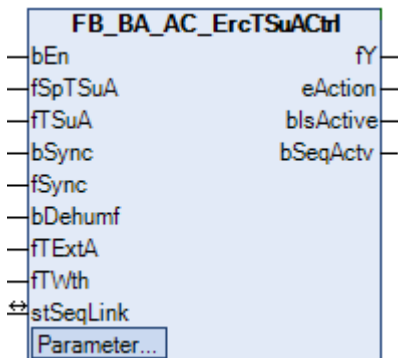 FB_BA_AC_ErcTSuACtrl
bEn fY
fSpTSuA eAction
fTSuA bIsActive
bSync bSeqActv
fSync
bDehumf
fTExtA
fTWth
stSeqLink
Parameter...